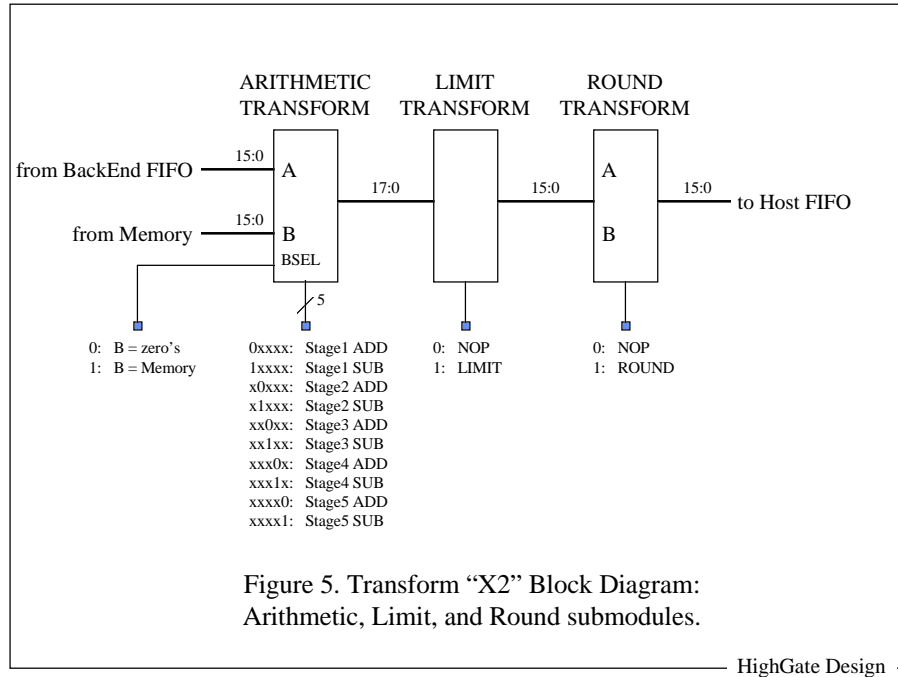 ARITHMETIC TRANSFORM
LIMIT TRANSFORM
ROUND TRANSFORM
from BackEnd FIFO
15:0
A
from Memory
15:0
B
BSEL
17:0
15:0
A
B
15:0
to Host FIFO
5
0: B = zero's
1: B = Memory
0xxxx: Stage1 ADD
1xxxx: Stage1 SUB
x0xxx: Stage2 ADD
x1xxx: Stage2 SUB
xx0xx: Stage3 ADD
xx1xx: Stage3 SUB
xxx0x: Stage4 ADD
xxx1x: Stage4 SUB
xxxx0: Stage5 ADD
xxxx1: Stage5 SUB
0: NOP
1: LIMIT
0: NOP
1: ROUND
Figure 5. Transform “X2” Block Diagram:
Arithmetic, Limit, and Round submodules.
HighGate Design